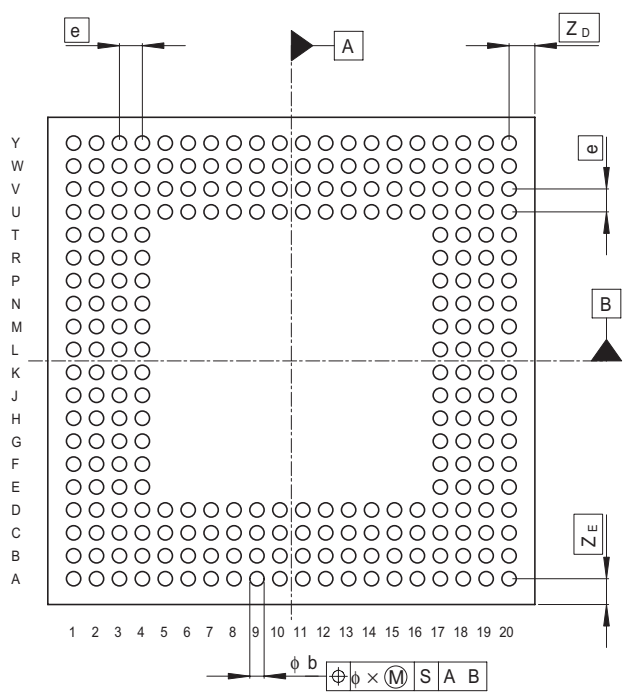 e
A
Z D
Y
W
V
e
U
T
R
P
N
B
M
L
K
J
H
G
F
E
D
C
Z E
B
A
1 2 3 4 5 6 7 8 9 10 11 12 13 14 15 16 17 18 19 20
ϕ b
⌖ ϕ × Ⓜ S A B